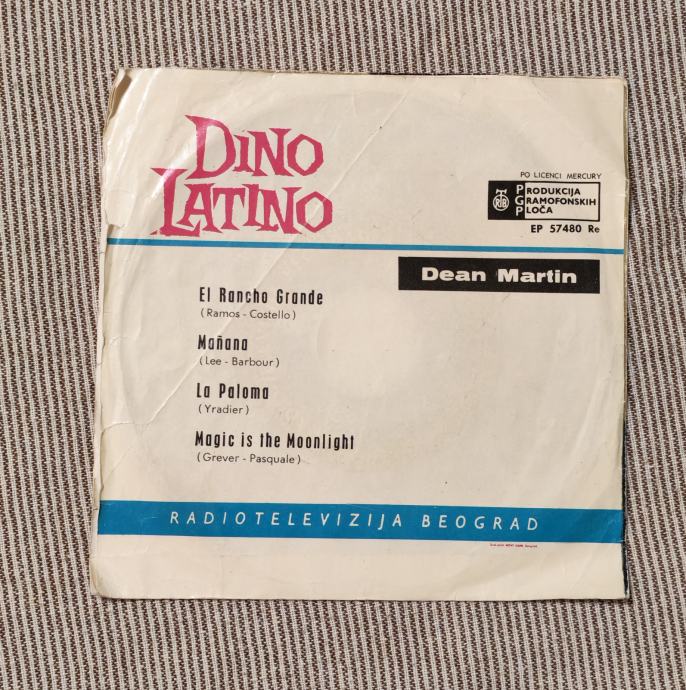 DINO
LATINO
PO LICENCI MERCURY
RTB
PRODUKCIJA
GRAMOFONSKIH
PLOČA
EP 57480 Re
Dean Martin
El Rancho Grande
(Ramos - Costello)
Mañana
(Lee - Barbour)
La Paloma
(Yradier)
Magic is the Moonlight
(Grever - Pasquale)
RADIOTELEVIZIJA BEOGRAD